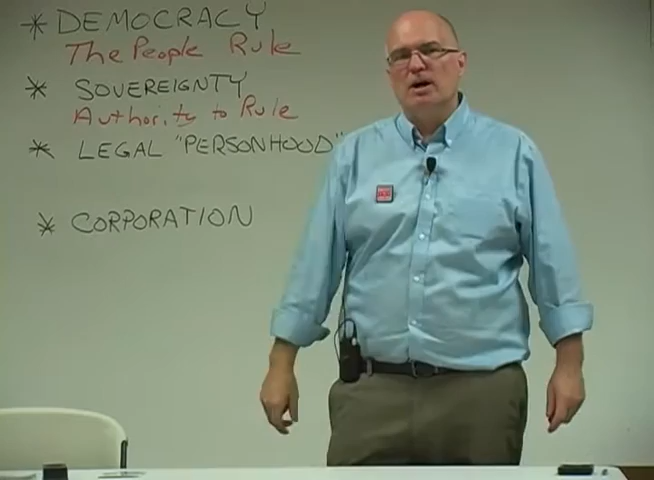 * DEMOCRACY
The People Rule
* SOVEREIGNTY
Authority to Rule
* LEGAL "PERSONHOOD"
* CORPORATION